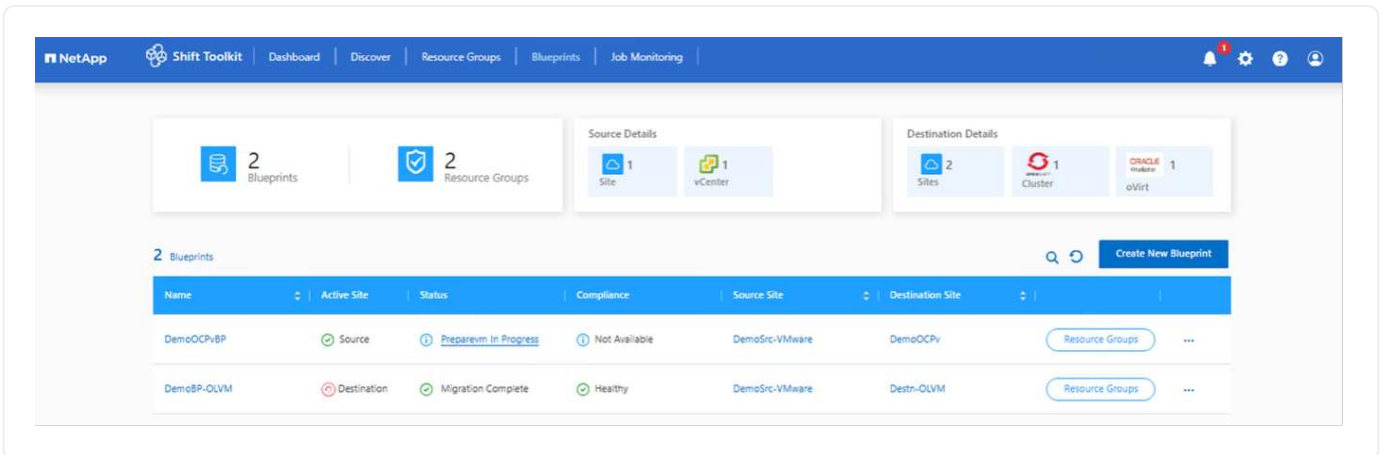 NetApp Shift Toolkit Dashboard Discover Resource Groups Blueprints Job Monitoring 1
2 Blueprints
2 Resource Groups
Source Details
1 Site
1 vCenter
Destination Details
2 Sites
1 Cluster
ORACLE 1 oVirt
2 Blueprints Create New Blueprint
Name Active Site Status Compliance Source Site Destination Site
DemoOCPvBP Source Preparevm In Progress Not Available DemoSrc-VMware DemoOCPv Resource Groups ...
DemoBP-OLVM Destination Migration Complete Healthy DemoSrc-VMware Destn-OLVM Resource Groups ...